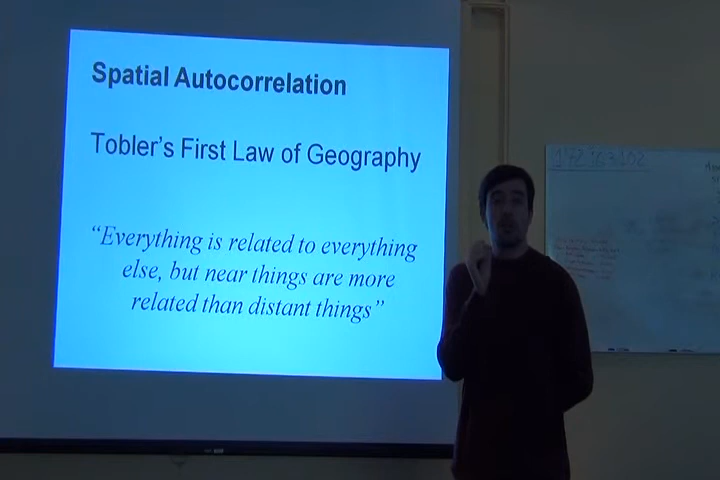 Spatial Autocorrelation
Tobler's First Law of Geography
“Everything is related to everything
else, but near things are more
related than distant things”